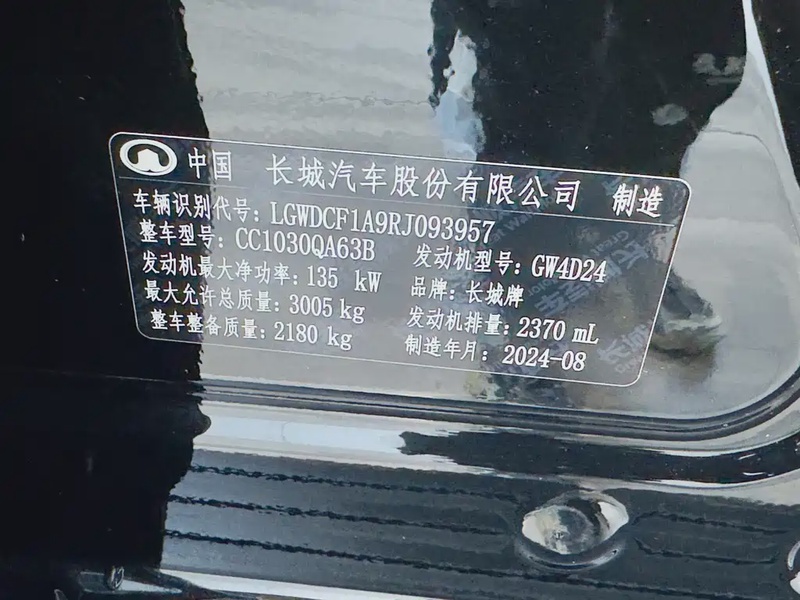 中国 长城汽车股份有限公司 制造
车辆识别代号: LGWDCF1A9RJ093957
整车型号: CC1030QA63B 发动机型号: GW4D24
发动机最大净功率: 135 kW 品牌: 长城牌
最大允许总质量: 3005 kg 发动机排量: 2370 mL
整车整备质量: 2180 kg 制造年月: 2024-08